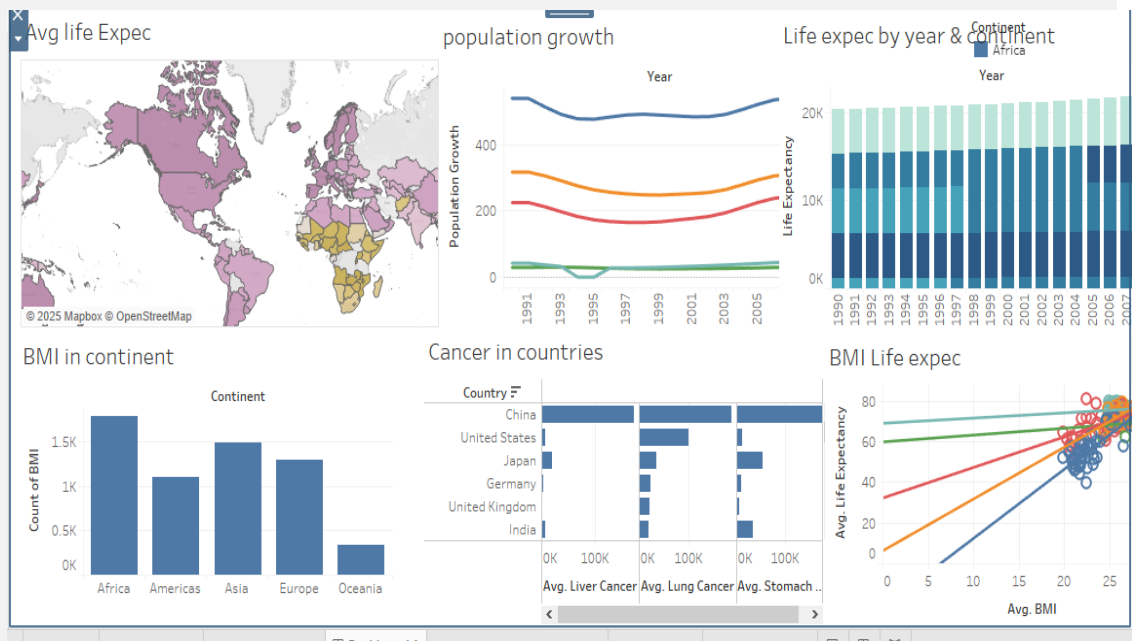 Avg life Expec
© 2025 Mapbox © OpenStreetMap
population growth
Year
Population Growth
400
200
0
1991
1993
1995
1997
1999
2001
2003
2005
Life expec by year & continent
Continent
Africa
Year
Life Expectancy
20K
10K
0K
1990
1991
1992
1993
1994
1995
1996
1997
1998
1999
2000
2001
2002
2003
2004
2005
2006
2007
BMI in continent
Continent
Count of BMI
1.5K
1K
0.5K
0K
Africa
Americas
Asia
Europe
Oceania
Cancer in countries
Country
China
United States
Japan
Germany
United Kingdom
India
0K 100K 0K 100K 0K 100K
Avg. Liver Cancer Avg. Lung Cancer Avg. Stomach ..
BMI Life expec
Avg. Life Expectancy
80
60
40
20
0
0 5 10 15 20 25
Avg. BMI